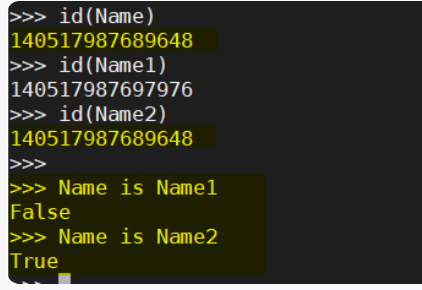 >>> id(Name)
140517987689648
>>> id(Name1)
140517987697976
>>> id(Name2)
140517987689648
>>>
>>> Name is Name1
False
>>> Name is Name2
True
>>>